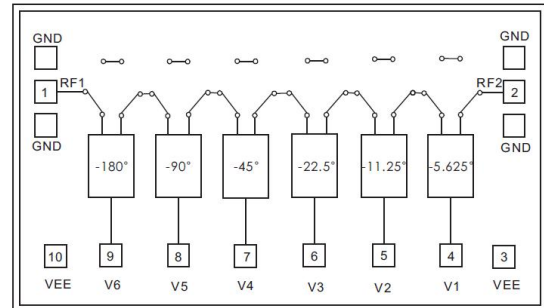 GND GND
1 RF1 RF2 2
GND GND
-180° -90° -45° -22.5° -11.25° -5.625°
10 9 8 7 6 5 4 3
VEE V6 V5 V4 V3 V2 V1 VEE